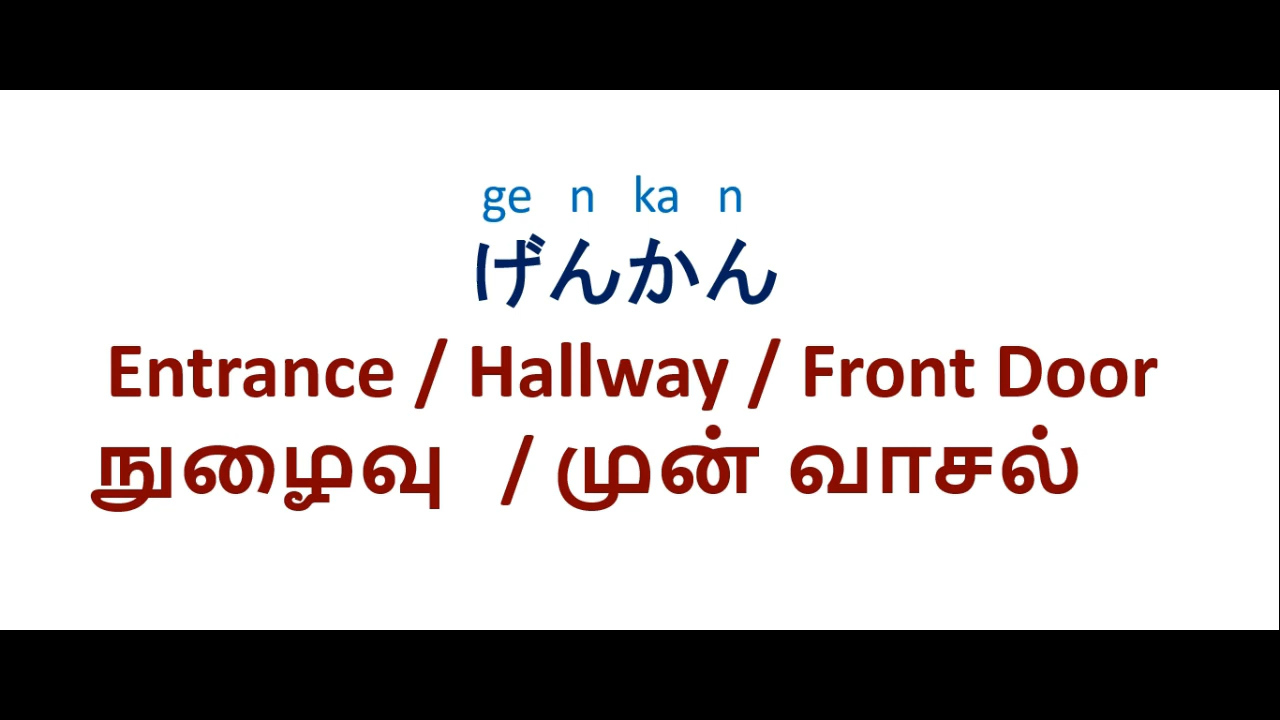 ge n ka n
げんかん
Entrance / Hallway / Front Door
நுழைவு / முன் வாசல்